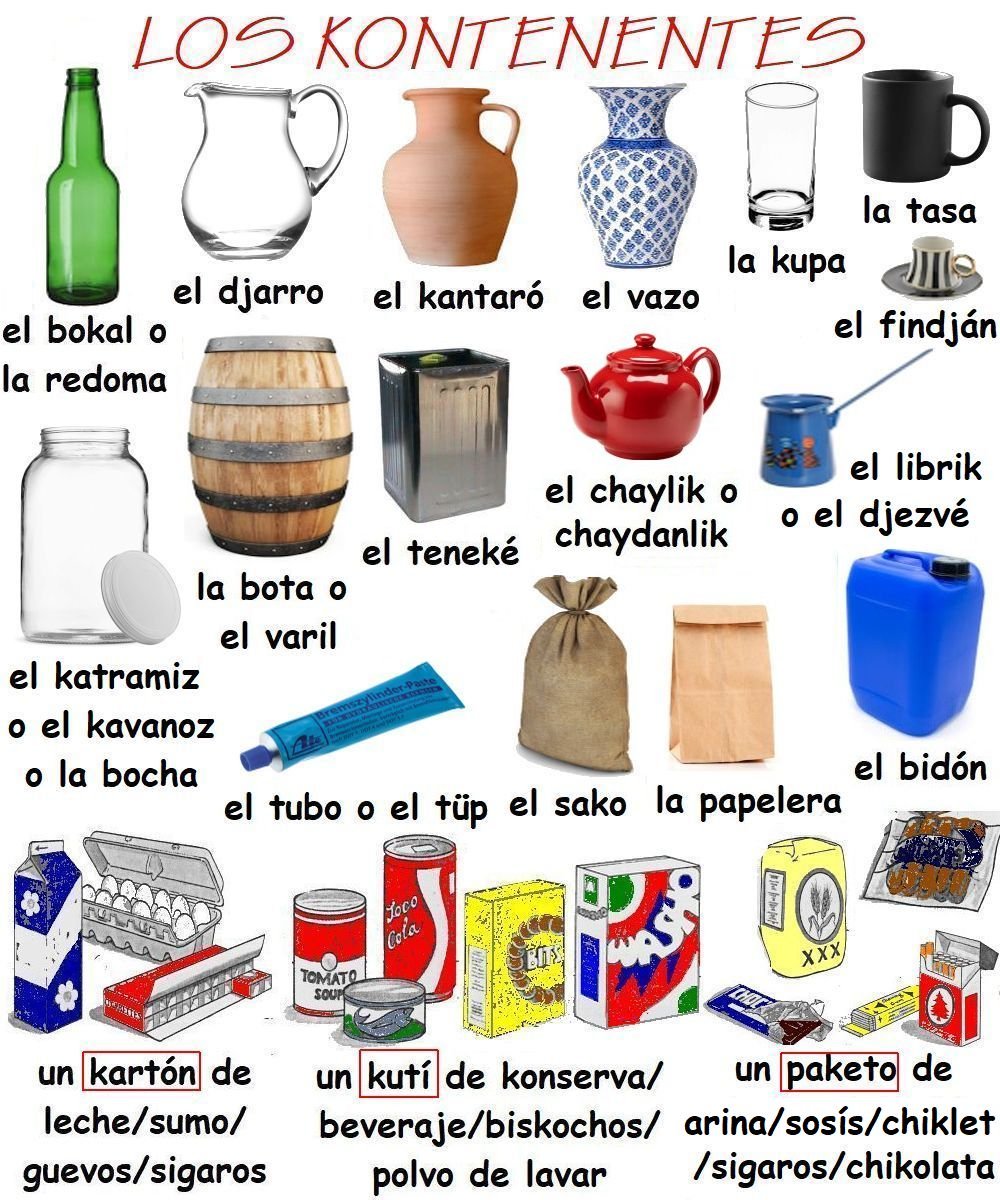 LOS KONTENENTES
el bokal o
la redoma
el djarro
el kantaró
el vazo
la kupa
la tasa
el findján
el katramiz
o el kavanoz
o la bocha
la bota o
el varil
el teneké
el chaylik o
chaydanlik
el librik
o el djezvé
Bremszylinder-Paste
Ate
el tubo o el tüp
el sako
la papelera
el bidón
CIGARETTES
un kartón de
leche/sumo/
guevos/sigaros
TOMATO
SOUP
Loco
Cola
BITS
WASHO
un kutí de konserva/
beveraje/biskochos/
polvo de lavar
XXX
un paketo de
arina/sosís/chiklet
/sigaros/chikolata